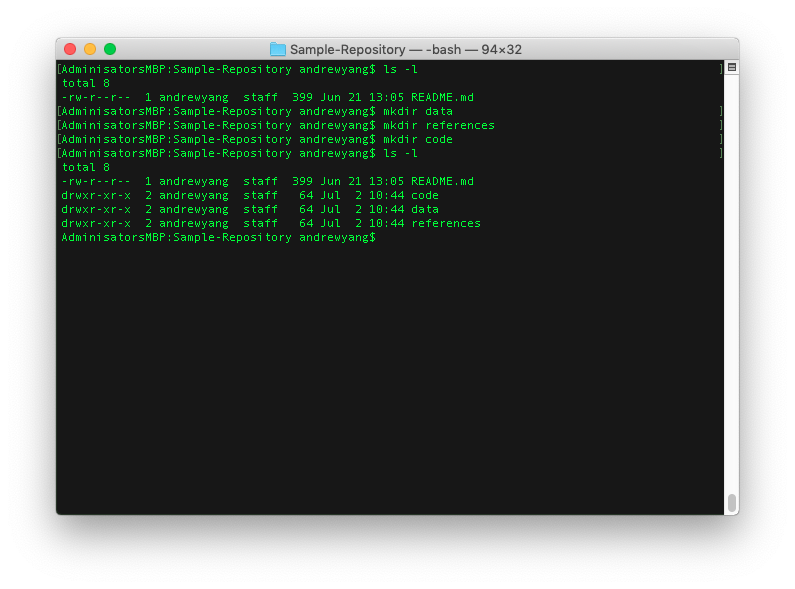 Sample-Repository — -bash — 94×32
[AdminisatorsMBP:Sample-Repository andrewyang$ ls -l ]
total 8
-rw-r--r--  1 andrewyang  staff  399 Jun 21 13:05 README.md
[AdminisatorsMBP:Sample-Repository andrewyang$ mkdir data ]
[AdminisatorsMBP:Sample-Repository andrewyang$ mkdir references ]
[AdminisatorsMBP:Sample-Repository andrewyang$ mkdir code ]
[AdminisatorsMBP:Sample-Repository andrewyang$ ls -l ]
total 8
-rw-r--r--  1 andrewyang  staff  399 Jun 21 13:05 README.md
drwxr-xr-x  2 andrewyang  staff   64 Jul  2 10:44 code
drwxr-xr-x  2 andrewyang  staff   64 Jul  2 10:44 data
drwxr-xr-x  2 andrewyang  staff   64 Jul  2 10:44 references
AdminisatorsMBP:Sample-Repository andrewyang$